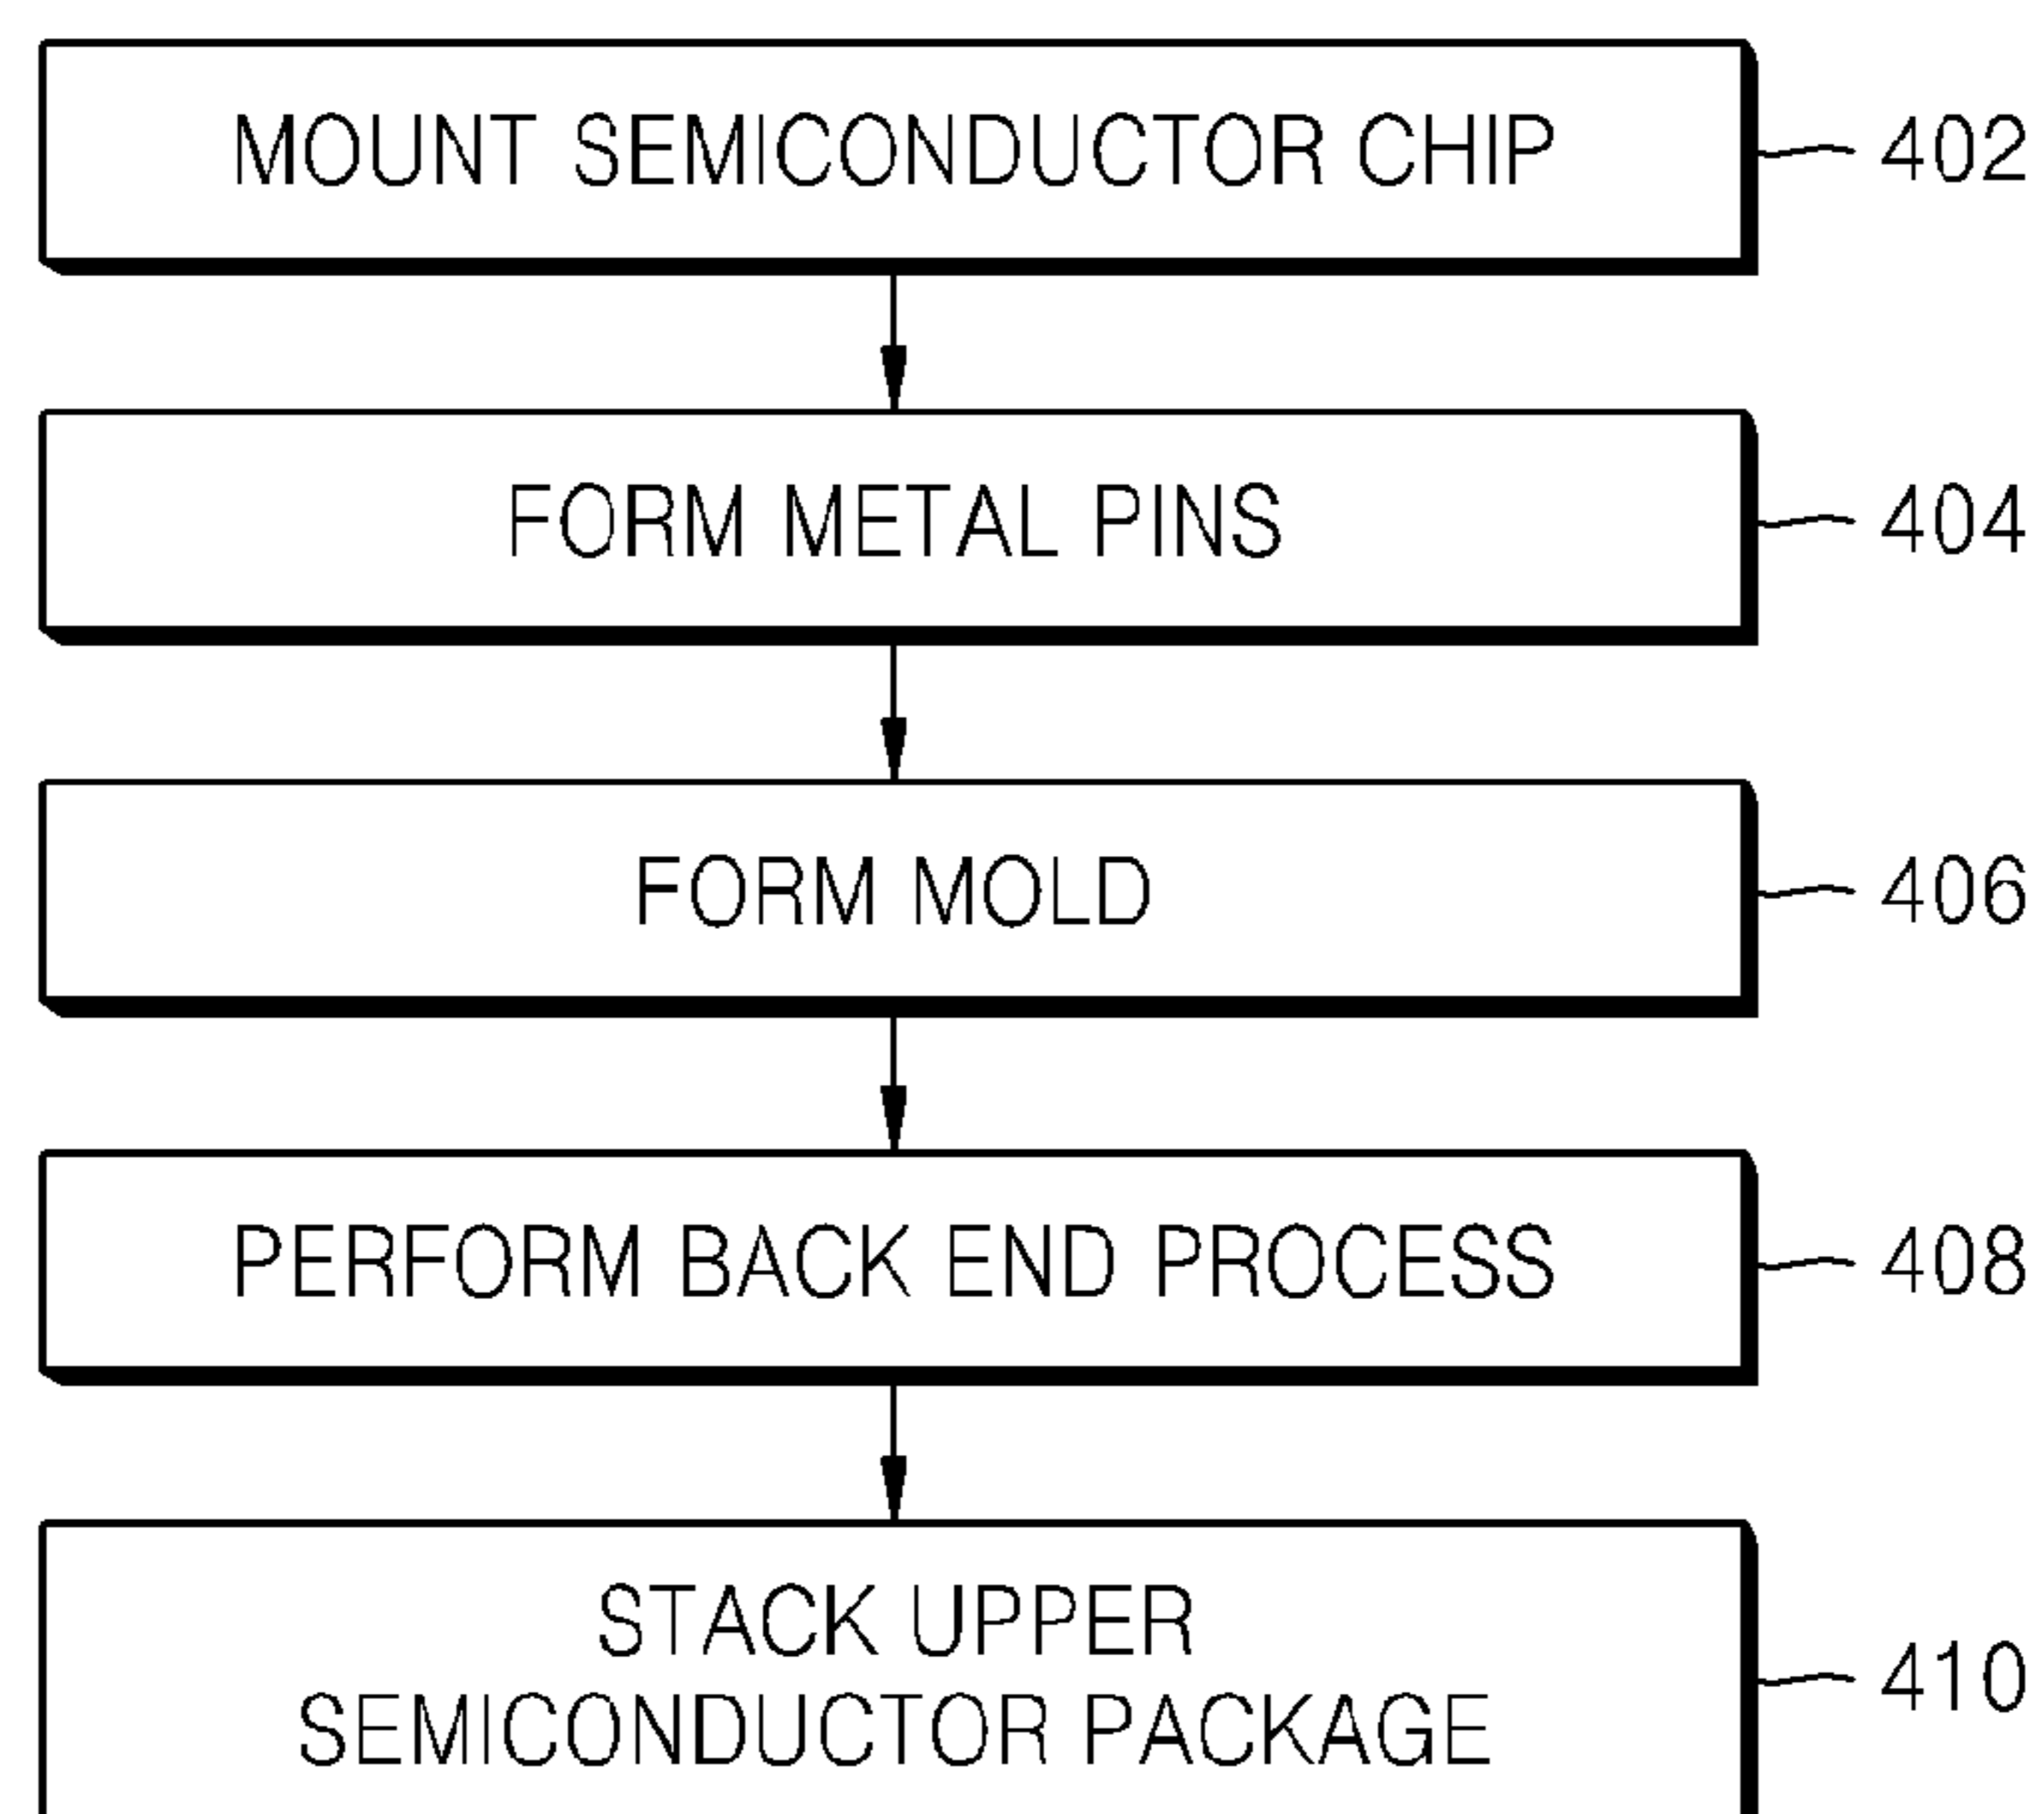 MOUNT SEMICONDUCTOR CHIP
402
FORM METAL PINS
404
FORM MOLD
406
PERFORM BACK END PROCESS
408
STACK UPPER
SEMICONDUCTOR PACKAGE
410